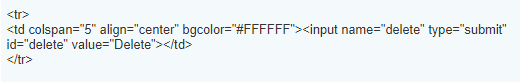 <tr>
<td colspan="5" align="center" bgcolor="#FFFFFF"><input name="delete" type="submit"
id="delete" value="Delete"></td>
</tr>